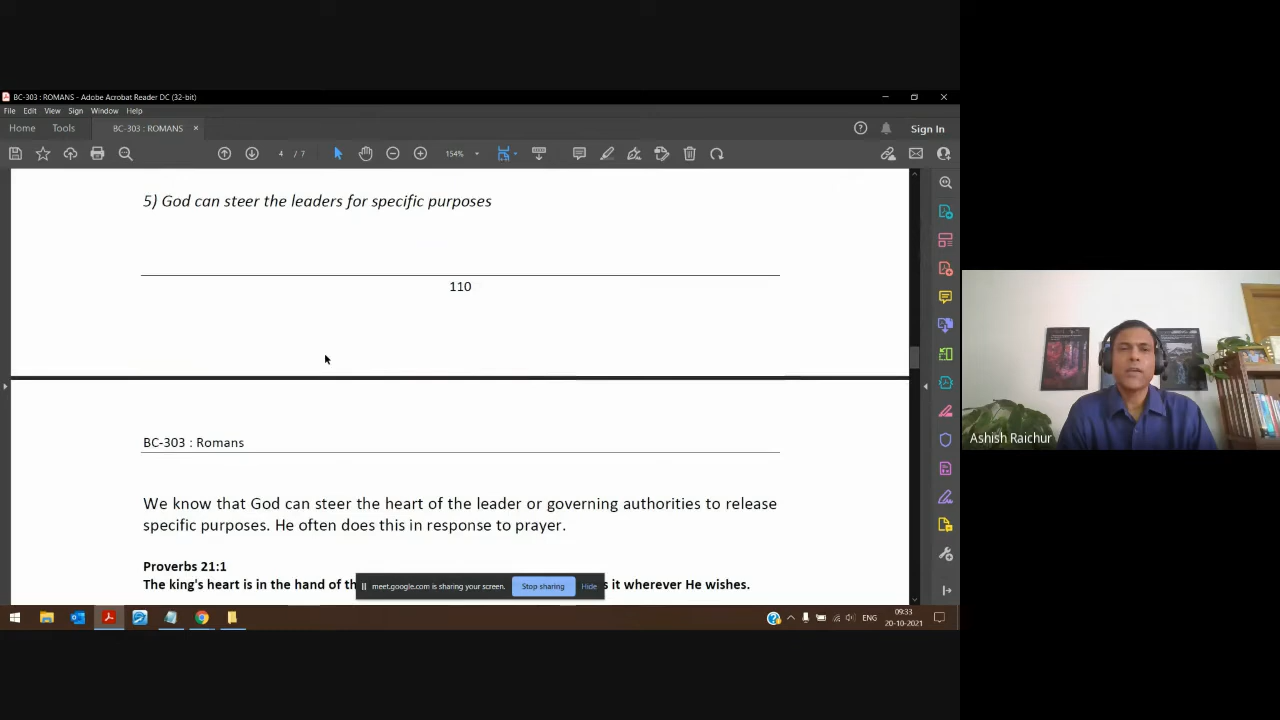 BC-303 : ROMANS - Adobe Acrobat Reader DC (32-bit)
File Edit View Sign Window Help
Home Tools BC-303 : ROMANS × Sign In
4 / 7 154%
5) God can steer the leaders for specific purposes
110
BC-303 : Romans
We know that God can steer the heart of the leader or governing authorities to release
specific purposes. He often does this in response to prayer.
Proverbs 21:1
The king's heart is in the hand of th
s it wherever He wishes.
meet.google.com is sharing your screen. Stop sharing Hide
ENG
09:33
20-10-2021
Ashish Raichur